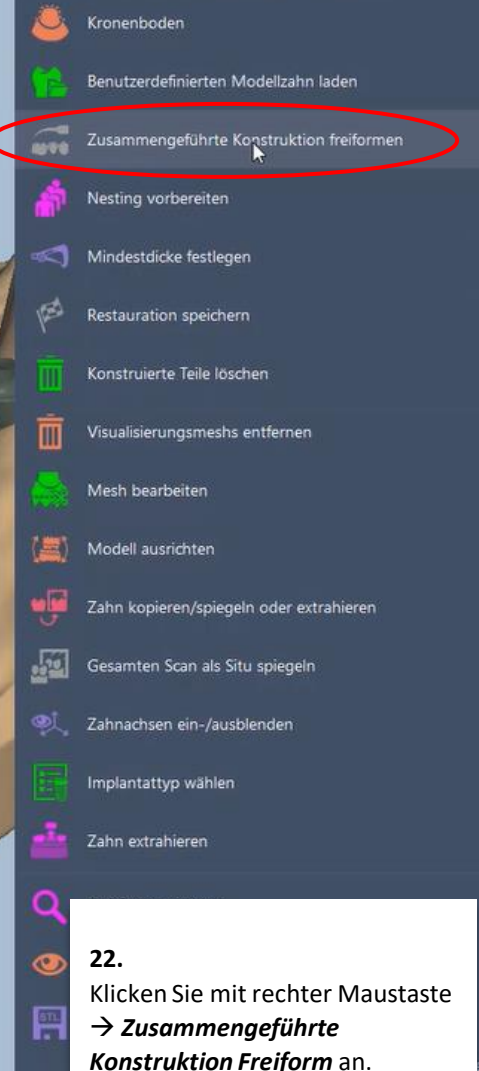 Kronenboden
Benutzerdefinierten Modellzahn laden
Zusammengeführte Konstruktion freiformen
Nesting vorbereiten
Mindestdicke festlegen
Restauration speichern
Konstruierte Teile löschen
Visualisierungsmeshs entfernen
Mesh bearbeiten
Modell ausrichten
Zahn kopieren/spiegeln oder extrahieren
Gesamten Scan als Situ spiegeln
Zahnachsen ein-/ausblenden
Implantattyp wählen
Zahn extrahieren
STL
22.
Klicken Sie mit rechter Maustaste
→ Zusammengeführte
Konstruktion Freiform an.